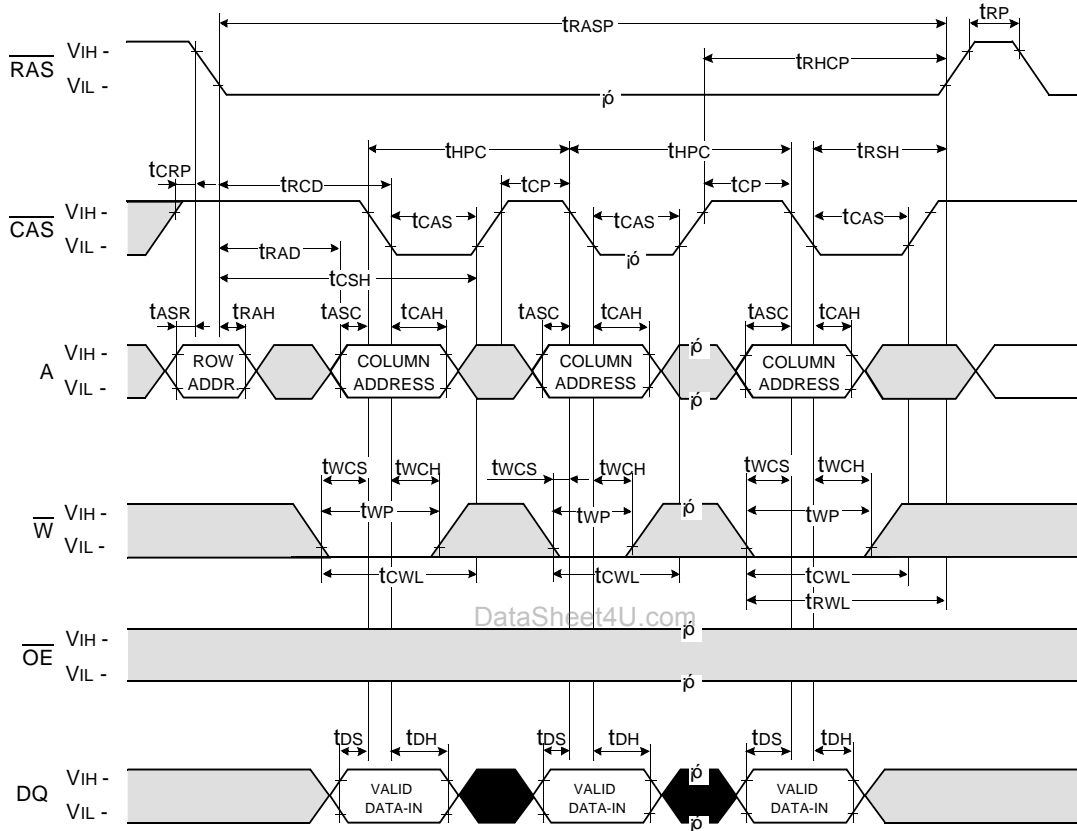 tRASP
tRP
VIH -
RAS
VIL -
tRHCP
¡ó
tHPC
tHPC
tRSH
tCRP
tRCD
tCP
tCP
VIH -
CAS
VIL -
tCAS
tCAS
tCAS
¡ó
tRAD
tCSH
tASR
tRAH
tASC
tCAH
tASC
tCAH
tASC
tCAH
VIH -
A
VIL -
ROW
ADDR.
COLUMN
ADDRESS
COLUMN
ADDRESS
¡ó
¡ó
COLUMN
ADDRESS
tWCS
tWCH
tWCS
tWCH
tWCS
tWCH
VIH -
W
VIL -
tWP
tWP
¡ó
tWP
tCWL
tCWL
tCWL
tRWL
DataSheet4U.com
VIH -
OE
VIL -
¡ó
¡ó
tDS
tDH
tDS
tDH
tDS
tDH
VIH -
DQ
VIL -
VALID
DATA-IN
VALID
DATA-IN
¡ó
¡ó
VALID
DATA-IN